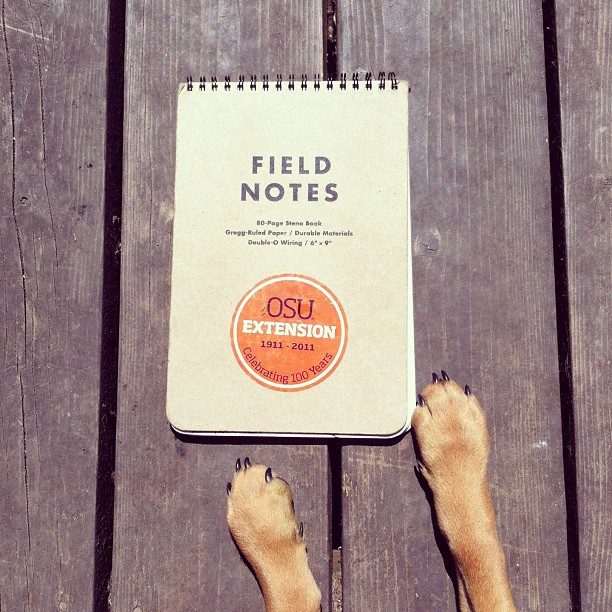 FIELD
NOTES
80-Page Steno Book
Gregg-Ruled Paper / Durable Materials
Double-O Wiring / 6" x 9"
OSU
EXTENSION
1911 - 2011
Celebrating 100 Years